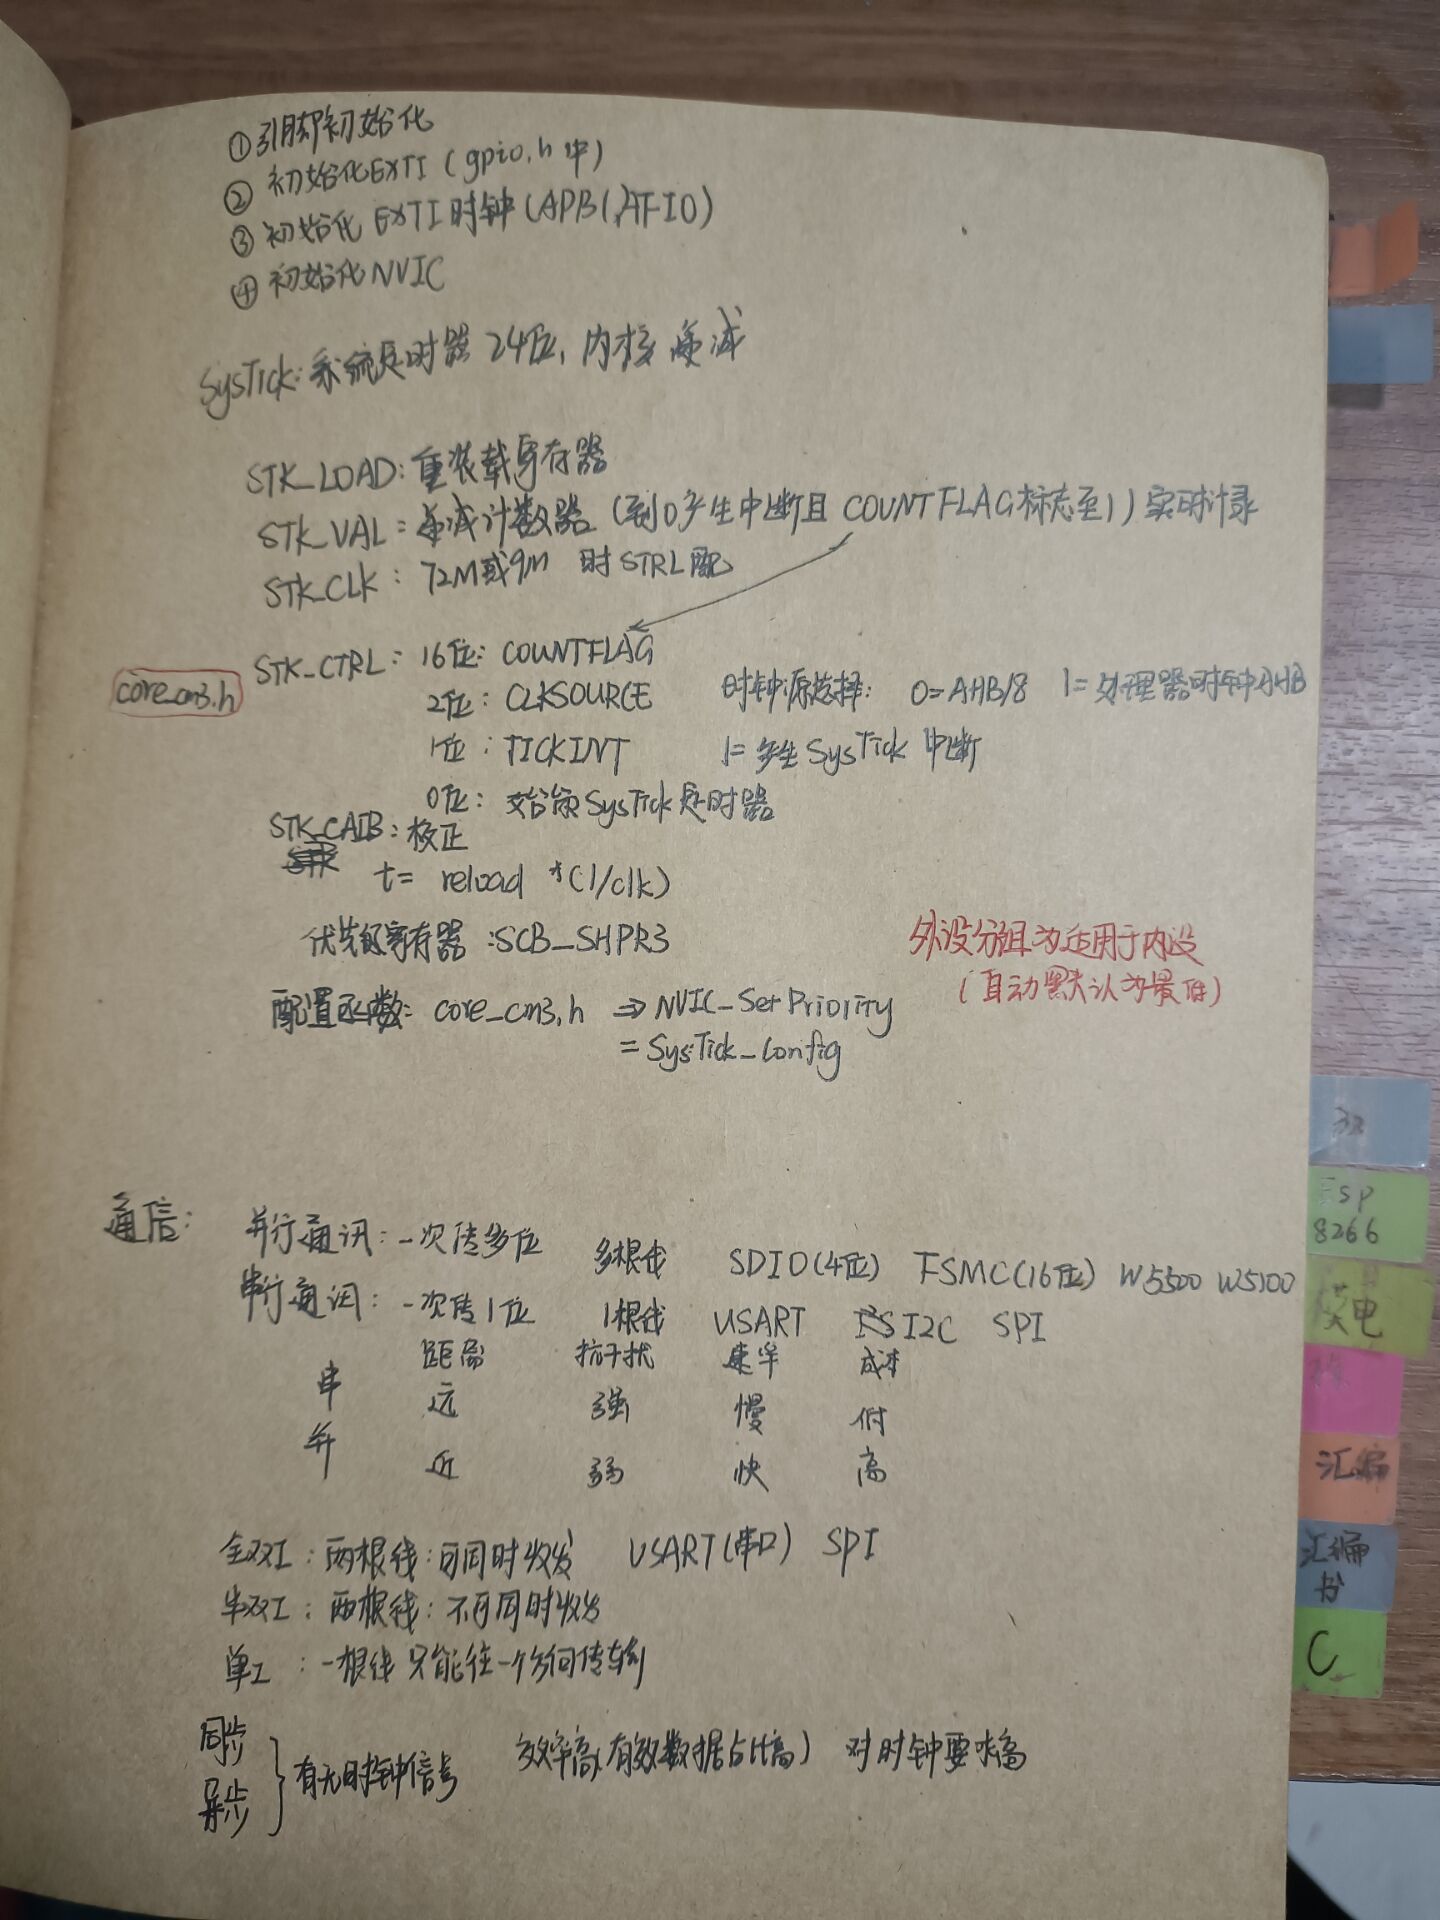 ①引脚初始化
②初始化EXTI(gpio.h中)
③初始化EXTI时钟(APB1,AFIO)
④初始化NVIC
SysTick:系统定时器 24位,内核 递减
STK_LOAD:重装载寄存器
STK_VAL:递减计数器(到0产生中断且COUNTFLAG标志至1)实时计录
STK_CLK:72M或9M 时STRL配
STK_CTRL:16位:COUNTFLAG
core_cm3.h
2位:CLKSOURCE 时钟源选择: 0=AHB/8 1=处理器时钟AHB
1位:TICKINT 1=产生SysTick中断
0位:始能SysTick定时器
STK_CAIB:校正
t= reload *(1/clk)
优先级寄存器:SCB_SHPR3
外设分组为适用于内设
(自动默认为最低)
配置函数:core_cm3.h ⇒NVIC_SetPriority
=SysTick_Config
通信: 并行通讯:一次传多位 多根线 SDIO(4位) FSMC(16位) W5500 W5100
串行通讯:一次传1位 1根线 USART I2C SPI
距离 抗干扰 速率 成本
串 远 强 慢 低
并 近 弱 快 高
全双工:两根线:可同时收发 USART(串口) SPI
半双工:两根线:不可同时收发
单工:一根线 只能往一个方向传输
同步
异步
}有无时钟信号 效率高(有效数据占比高) 对时钟要求高
32
Esp
8266
模电
汇编
汇编
书
C